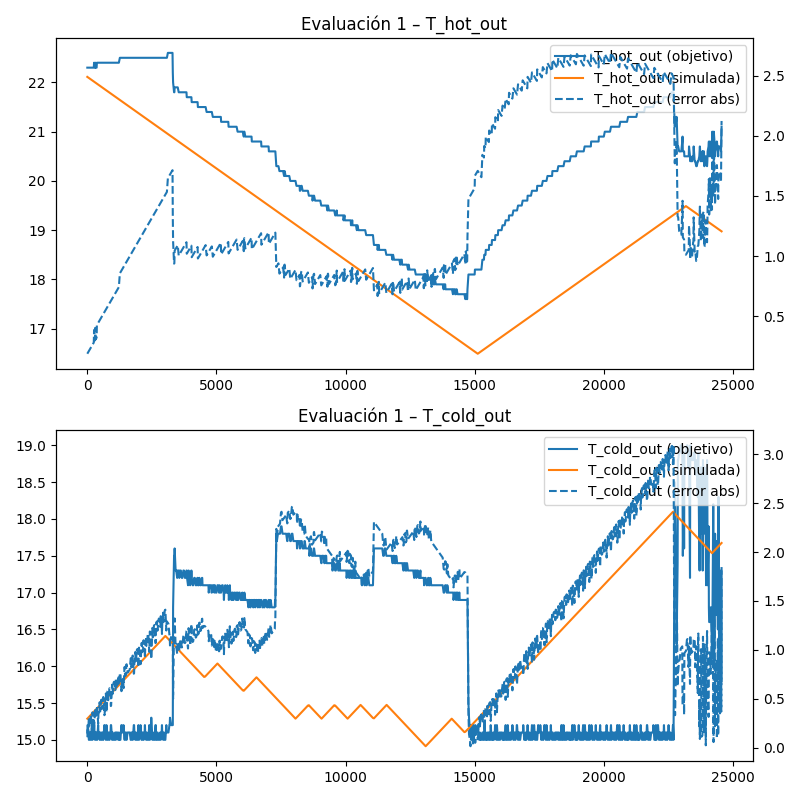 Evaluación 1 – T_hot_out
T_hot_out (objetivo)
T_hot_out (simulada)
T_hot_out (error abs)
22
21
20
19
18
17
2.5
2.0
1.5
1.0
0.5
0 5000 10000 15000 20000 25000
Evaluación 1 – T_cold_out
T_cold_out (objetivo)
T_cold_out (simulada)
T_cold_out (error abs)
19.0
18.5
18.0
17.5
17.0
16.5
16.0
15.5
15.0
3.0
2.5
2.0
1.5
1.0
0.5
0.0
0 5000 10000 15000 20000 25000